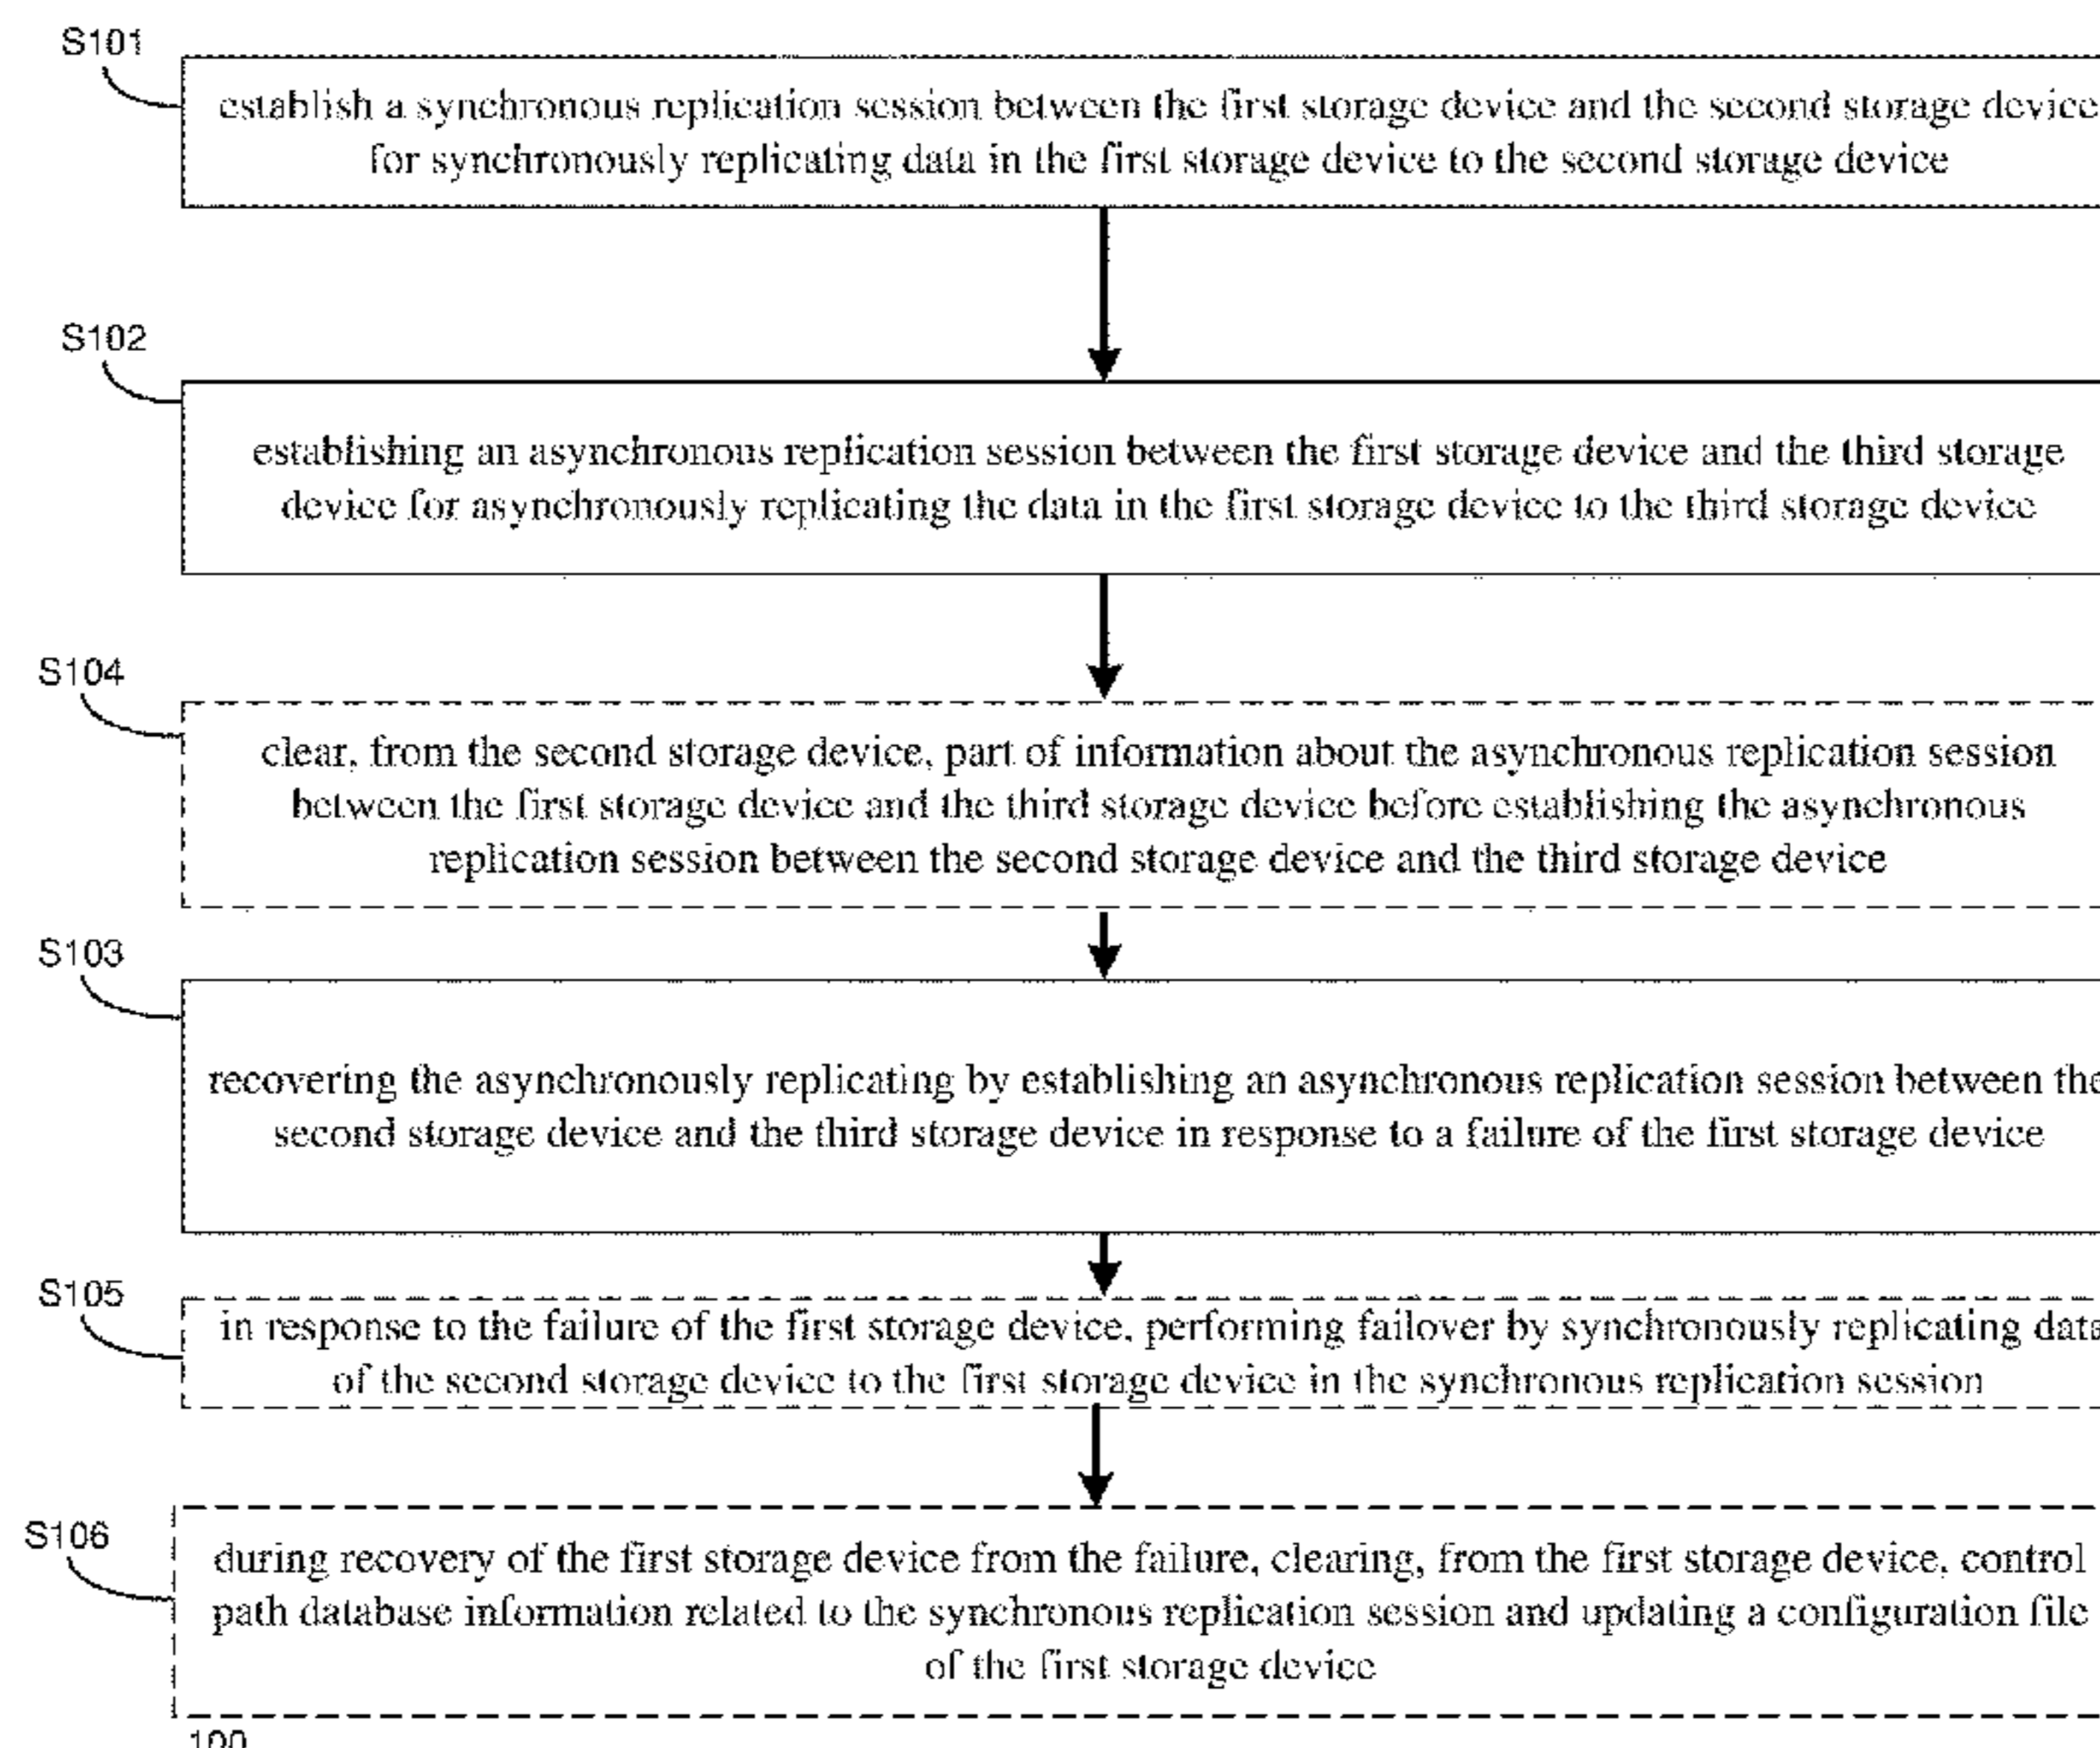 S101
establish a synchronous replication session between the first storage device and the second storage device
for synchronously replicating data in the first storage device to the second storage device
S102
establishing an asynchronous replication session between the first storage device and the third storage
device for asynchronously replicating the data in the first storage device to the third storage device
S104
clear, from the second storage device, part of information about the asynchronous replication session
between the first storage device and the third storage device before establishing the asynchronous
replication session between the second storage device and the third storage device
S103
recovering the asynchronously replicating by establishing an asynchronous replication session between the
second storage device and the third storage device in response to a failure of the first storage device
S105
in response to the failure of the first storage device, performing failover by synchronously replicating data
of the second storage device to the first storage device in the synchronous replication session
S106
during recovery of the first storage device from the failure, clearing, from the first storage device, control
path database information related to the synchronous replication session and updating a configuration file
of the first storage device
100